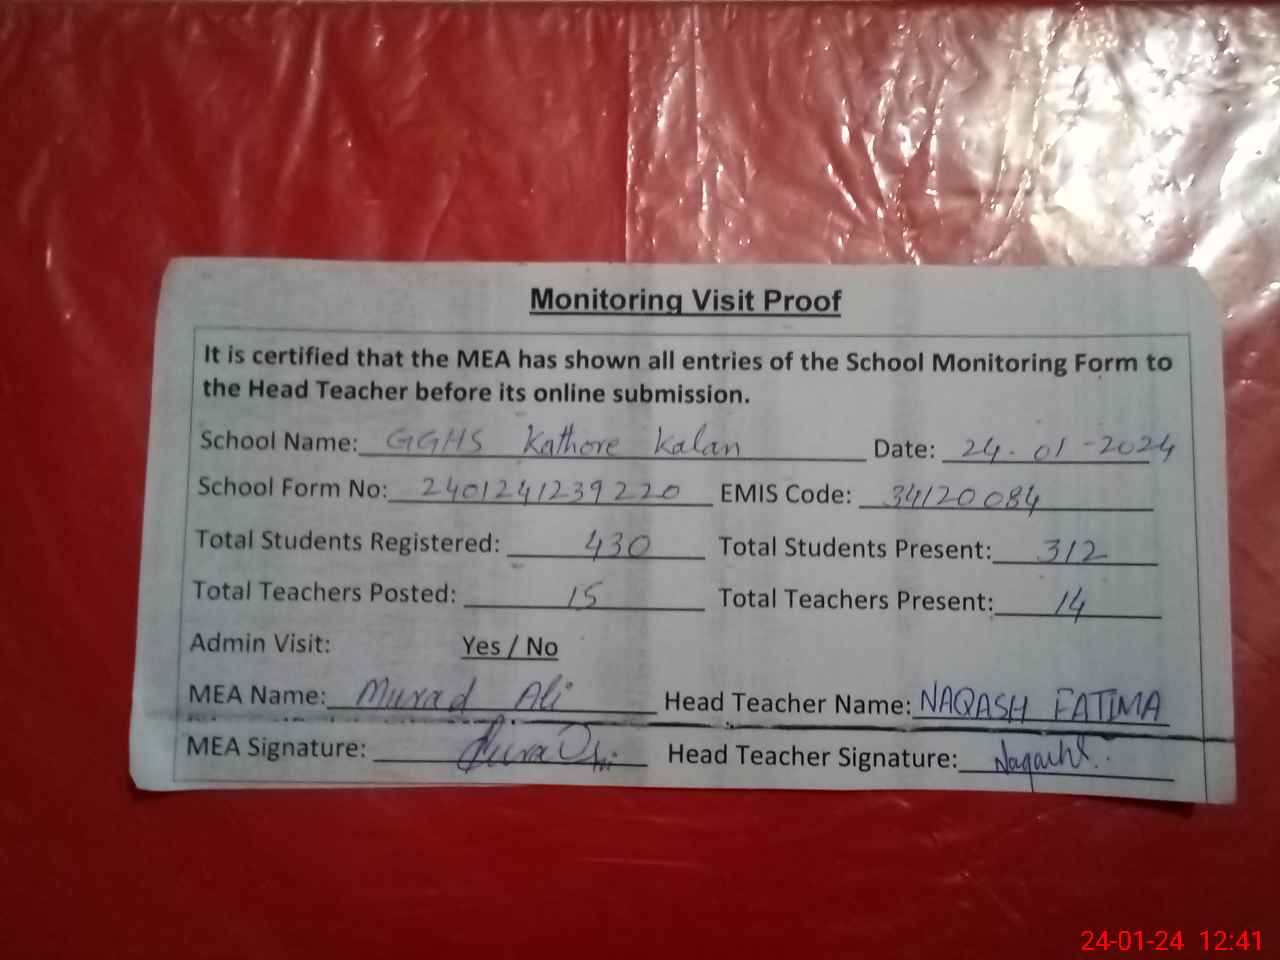 Monitoring Visit Proof
It is certified that the MEA has shown all entries of the School Monitoring Form to
the Head Teacher before its online submission.
School Name: GGHS Kathore Kalan Date: 24-01-2024
School Form No: 2401241239220 EMIS Code: 34120084
Total Students Registered: 430 Total Students Present: 312
Total Teachers Posted: 15 Total Teachers Present: 14
Admin Visit: Yes / No
MEA Name: Murad Ali Head Teacher Name: NAQASH FATIMA
MEA Signature: Head Teacher Signature:
24-01-24 12:41